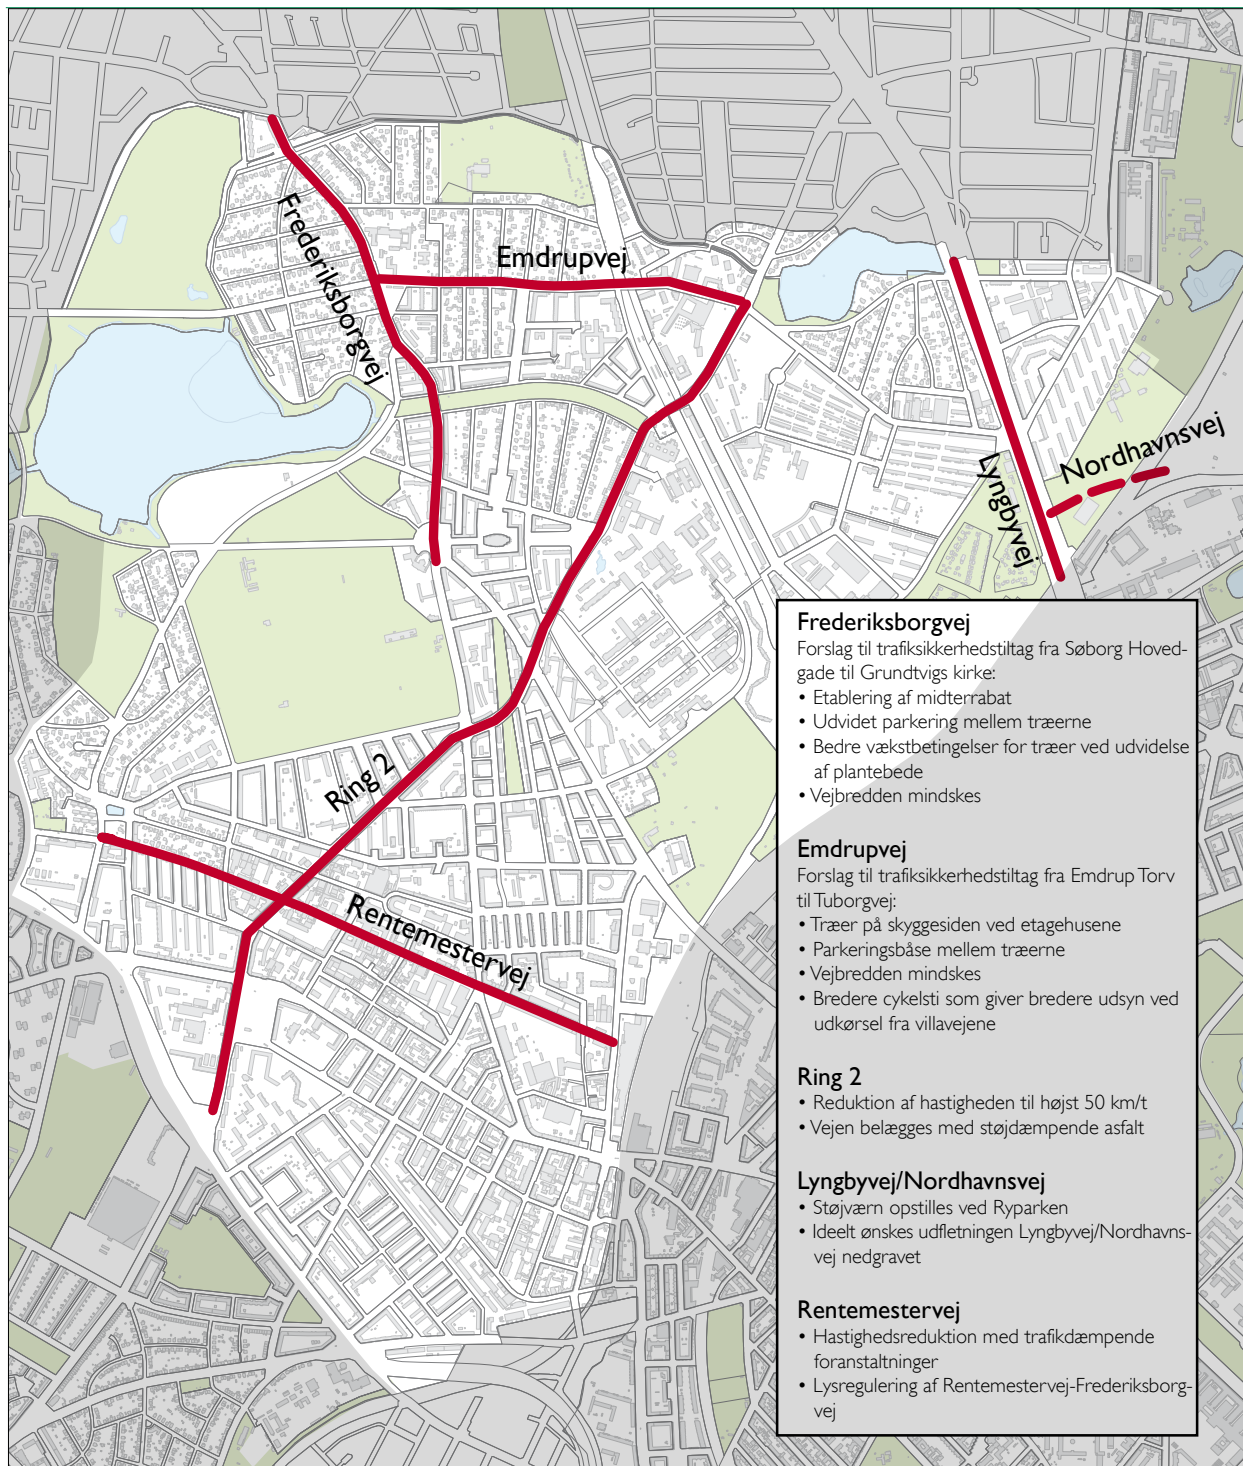 Frederiksborgvej
Emdrupvej
Lyngbyvej
Nordhavnsvej
Ring 2
Rentemestervej
Frederiksborgvej
Forslag til trafiksikkerhedstiltag fra Søborg Hoved-
gade til Grundtvigs kirke:
• Etablering af midterrabat
• Udvidet parkering mellem træerne
• Bedre vækstbetingelser for træer ved udvidelse
af plantebede
• Vejbredden mindskes
Emdrupvej
Forslag til trafiksikkerhedstiltag fra Emdrup Torv
til Tuborgvej:
• Træer på skyggesiden ved etagehusene
• Parkeringsbåse mellem træerne
• Vejbredden mindskes
• Bredere cykelsti som giver bredere udsyn ved
udkørsel fra villavejene
Ring 2
• Reduktion af hastigheden til højst 50 km/t
• Vejen belægges med støjdæmpende asfalt
Lyngbyvej/Nordhavnsvej
• Støjværn opstilles ved Ryparken
• Ideelt ønskes udfletningen Lyngbyvej/Nordhavns-
vej nedgravet
Rentemestervej
• Hastighedsreduktion med trafikdæmpende
foranstaltninger
• Lysregulering af Rentemestervej-Frederiksborg-
vej